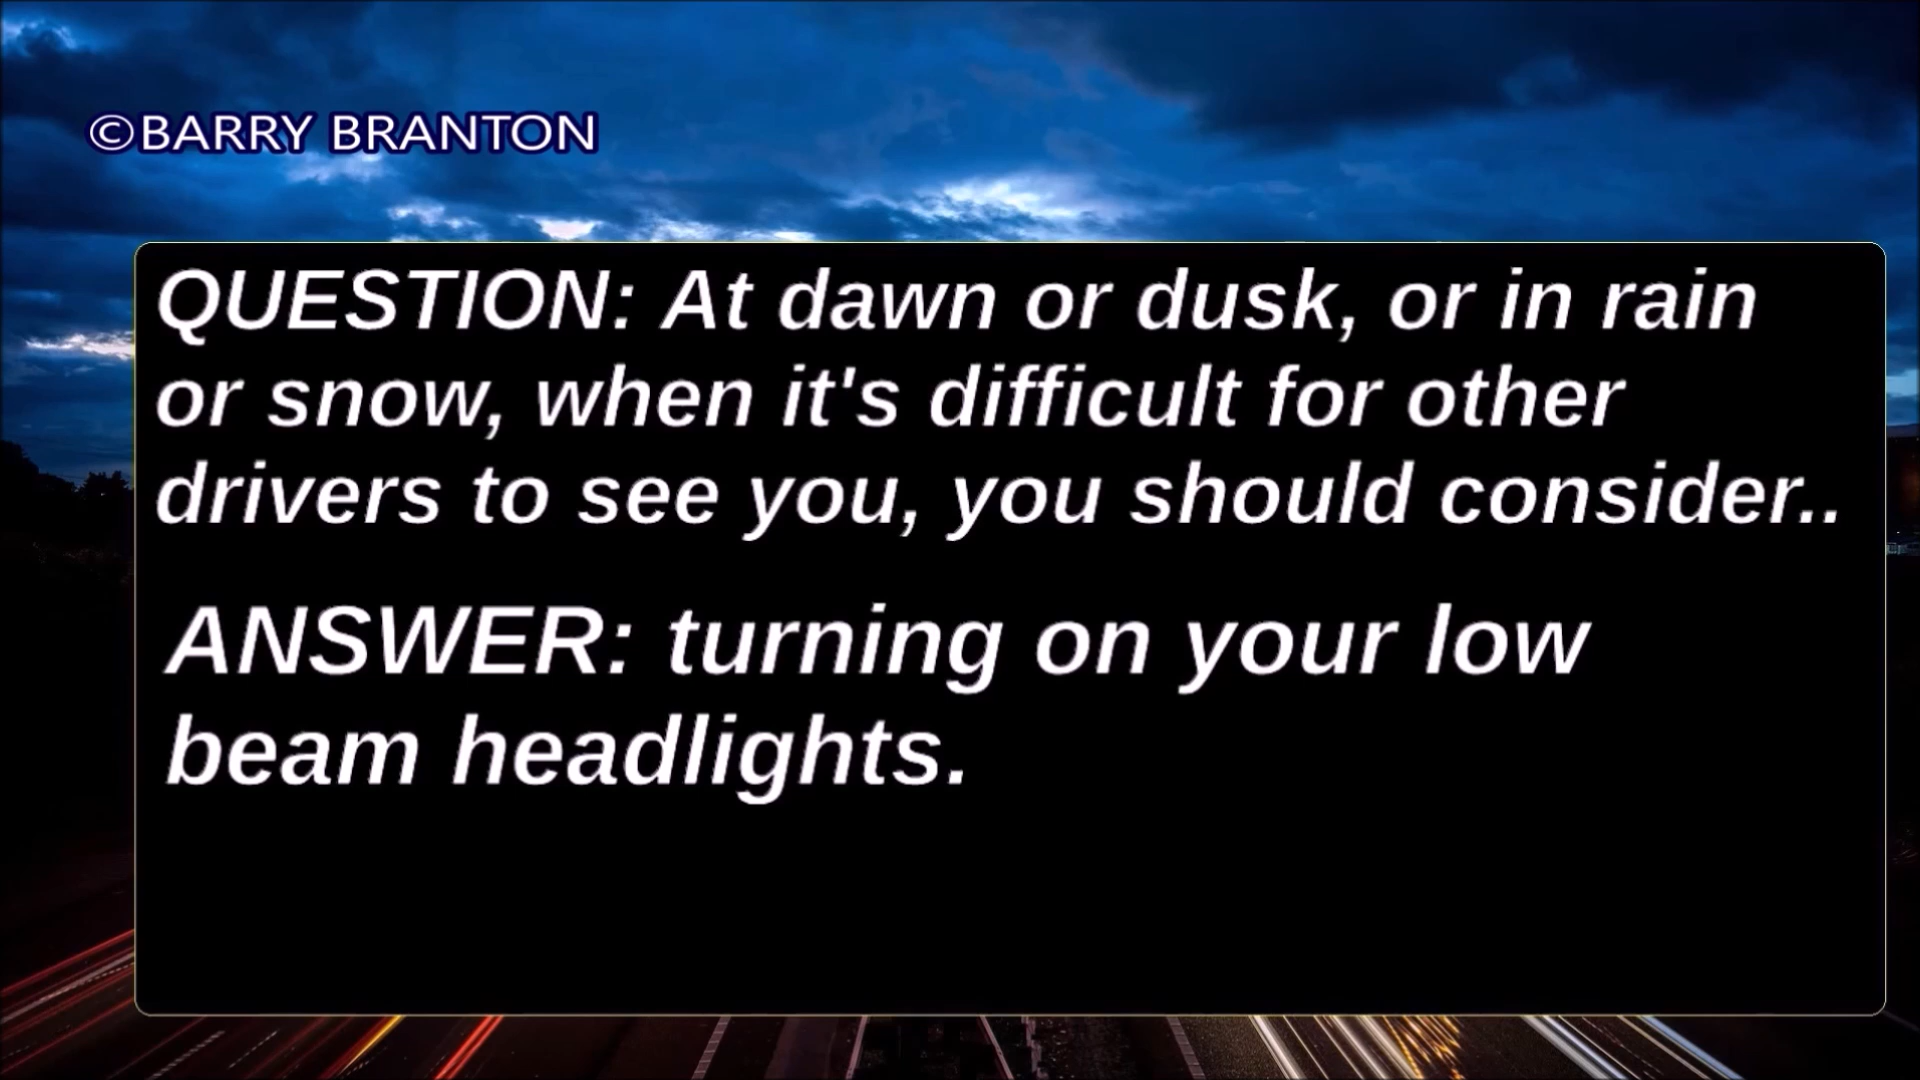 ©BARRY BRANTON
QUESTION: At dawn or dusk, or in rain
or snow, when it's difficult for other
drivers to see you, you should consider..
ANSWER: turning on your low
beam headlights.